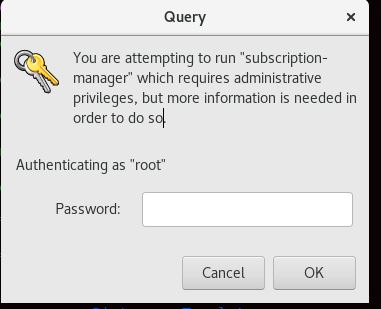 Query
You are attempting to run "subscription-
manager" which requires administrative
privileges, but more information is needed in
order to do so.
Authenticating as "root"
Password:
Cancel OK